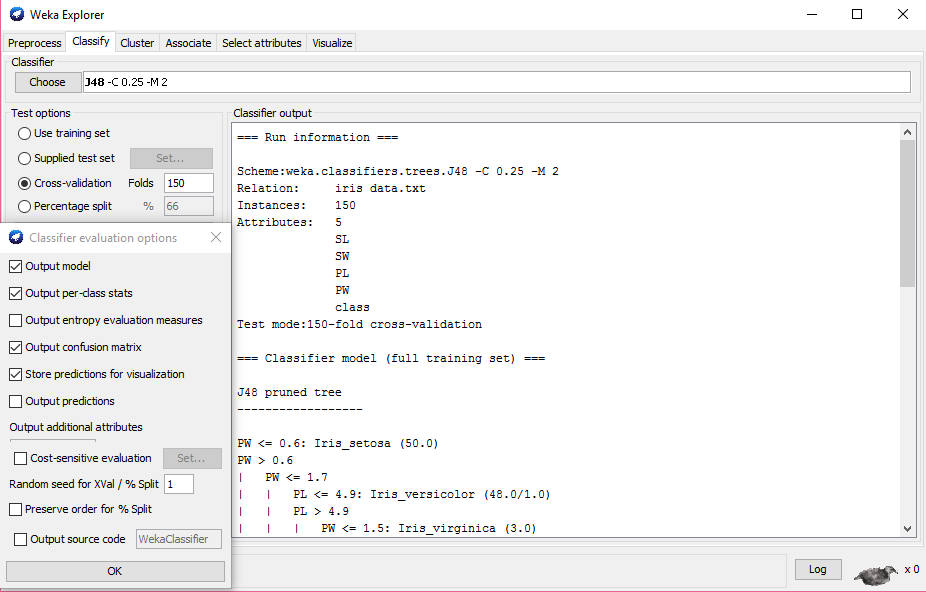 Weka Explorer
Preprocess Classify Cluster Associate Select attributes Visualize
Classifier
Choose J48 -C 0.25 -M 2
Test options
Use training set
Supplied test set Set...
Cross-validation Folds 150
Percentage split % 66
Classifier evaluation options
Output model
Output per-class stats
Output entropy evaluation measures
Output confusion matrix
Store predictions for visualization
Output predictions
Output additional attributes
Cost-sensitive evaluation Set...
Random seed for XVal / % Split 1
Preserve order for % Split
Output source code WekaClassifier
OK
Classifier output
=== Run information ===
Scheme:weka.classifiers.trees.J48 -C 0.25 -M 2
Relation: iris data.txt
Instances: 150
Attributes: 5
SL
SW
PL
PW
class
Test mode:150-fold cross-validation
=== Classifier model (full training set) ===
J48 pruned tree
------------------
PW <= 0.6: Iris_setosa (50.0)
PW > 0.6
| PW <= 1.7
| | PL <= 4.9: Iris_versicolor (48.0/1.0)
| | PL > 4.9
| | | PW <= 1.5: Iris_virginica (3.0)
Log x 0